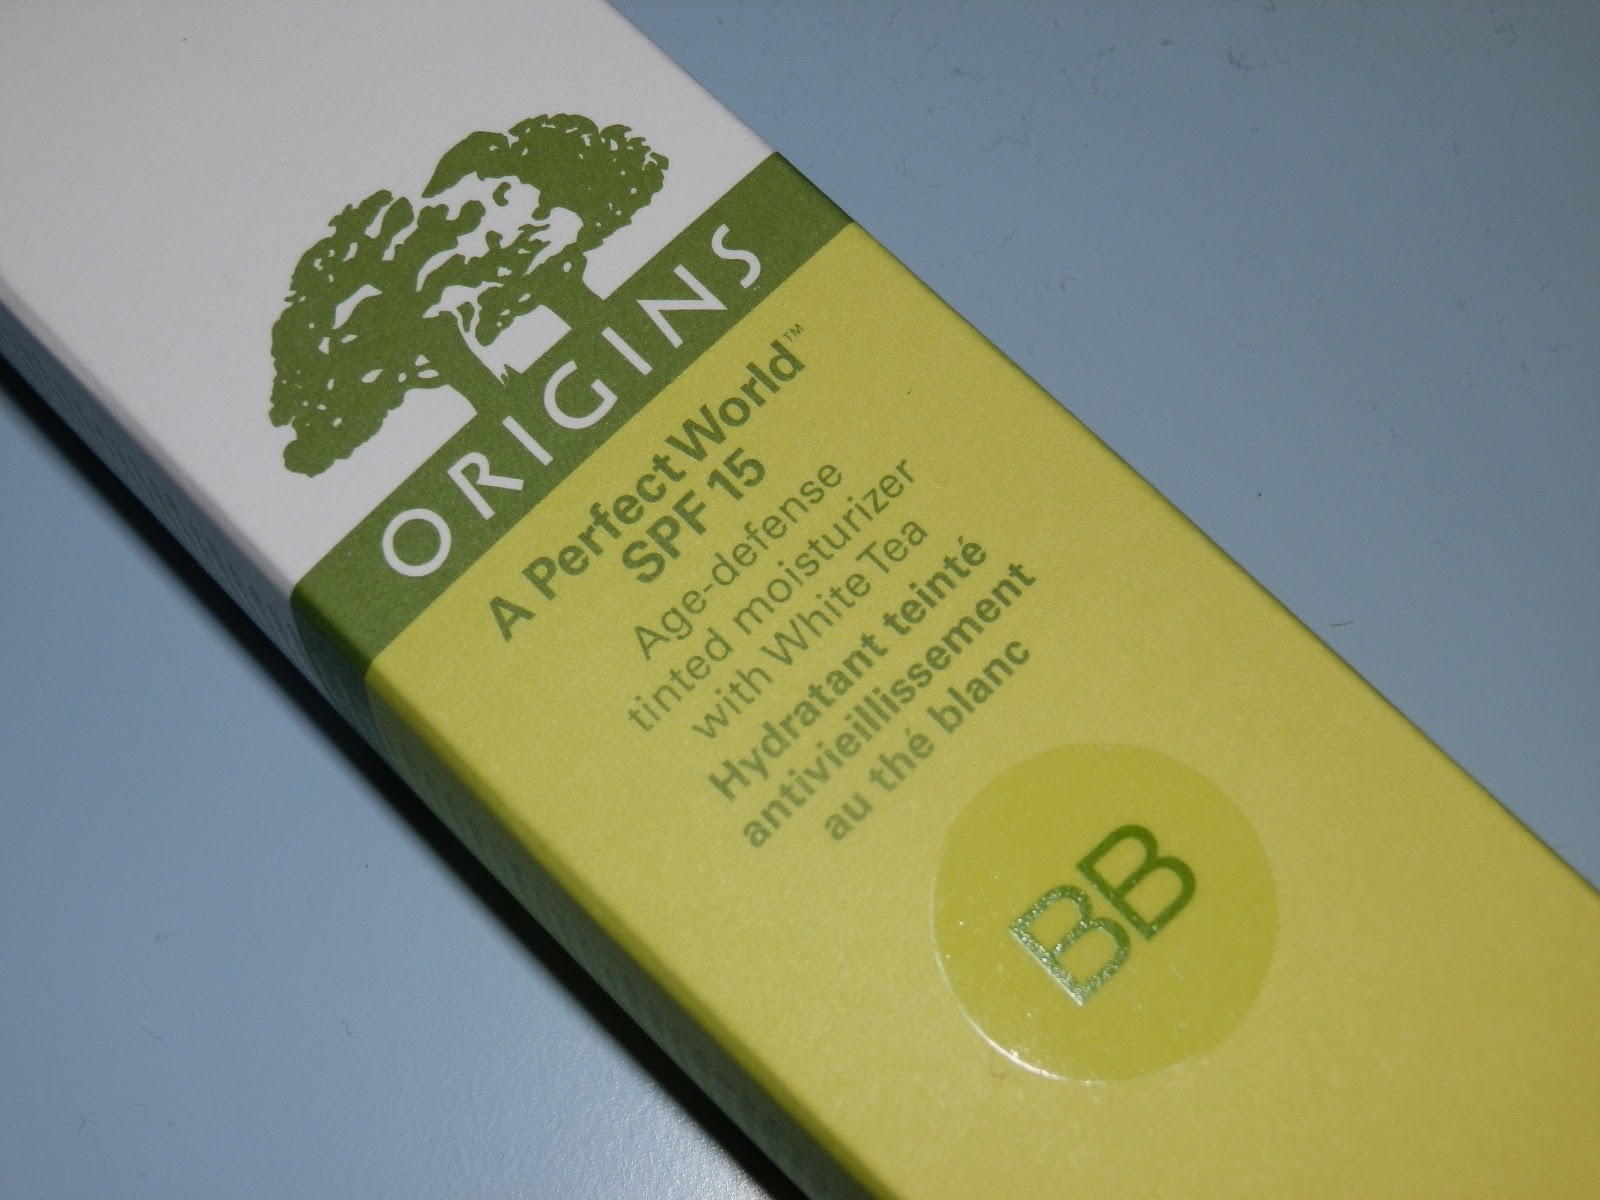 ORIGINS
A Perfect World™
SPF 15
Age-defense
tinted moisturizer
with White Tea
Hydratant teinté
antivieillissement
au thé blanc
BB